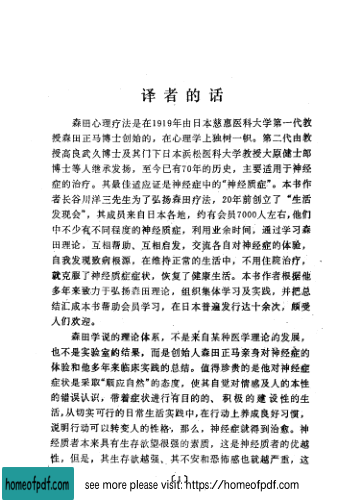 译者的话
森田心理疗法是在1919年由日本慈惠医科大学第一代教
授森田正马博士创始的，在心理学上独树一帜。第二代由教
授高良武久博士及其门下日本浜松医科大学教授大原健士郎
博士等人继承发扬，至今已有70年的历史，主要适用于神经
症的治疗。其最佳适应证是神经症中的“神经质症”。本书作
者长谷川洋三先生为了弘扬森田疗法，20年前创立了“生活
发现会”，其成员来自日本各地，约有会员7000人左右，他们
中不少有不同程度的神经质症，利用业余时间，通过学习森
田理论，互相帮助、互相启发，交流各自对神经症的体验，
自我发现致病根源，在维持正常的生活中，不用住院治疗，
就克服了神经质症症状，恢复了健康生活。本书作者根据他
多年来致力于弘扬森田理论，组织集体学习及实践，并把总
结汇成本书帮助会员学习，在日本普遍发行达十余次，颇受
人们欢迎。
森田学说的理论体系，不是来自某种医学理论的发展，
也不是实验室的结果，而是创始人森田正马亲身对神经症的
体验和他多年来临床实践的总结。值得珍贵的是他对神经症
症状是采取“顺应自然”的态度，使其自觉对情感及人的本性
的错误认识，带着症状进行有目的的、积极的建设性的生
活，从切实可行的日常生活实践中，在行动上养成良好习惯，
说明行动可以转变人的性格，那么，神经症就得到治愈。神
经质者本来具有生存欲望很强的素质，这是神经质者的优越
性，但是，其生存欲越强、其不安和恐怖感也就越严重，这
[1]
homeofpdf.com
see more please visit: https://homeofpdf.com